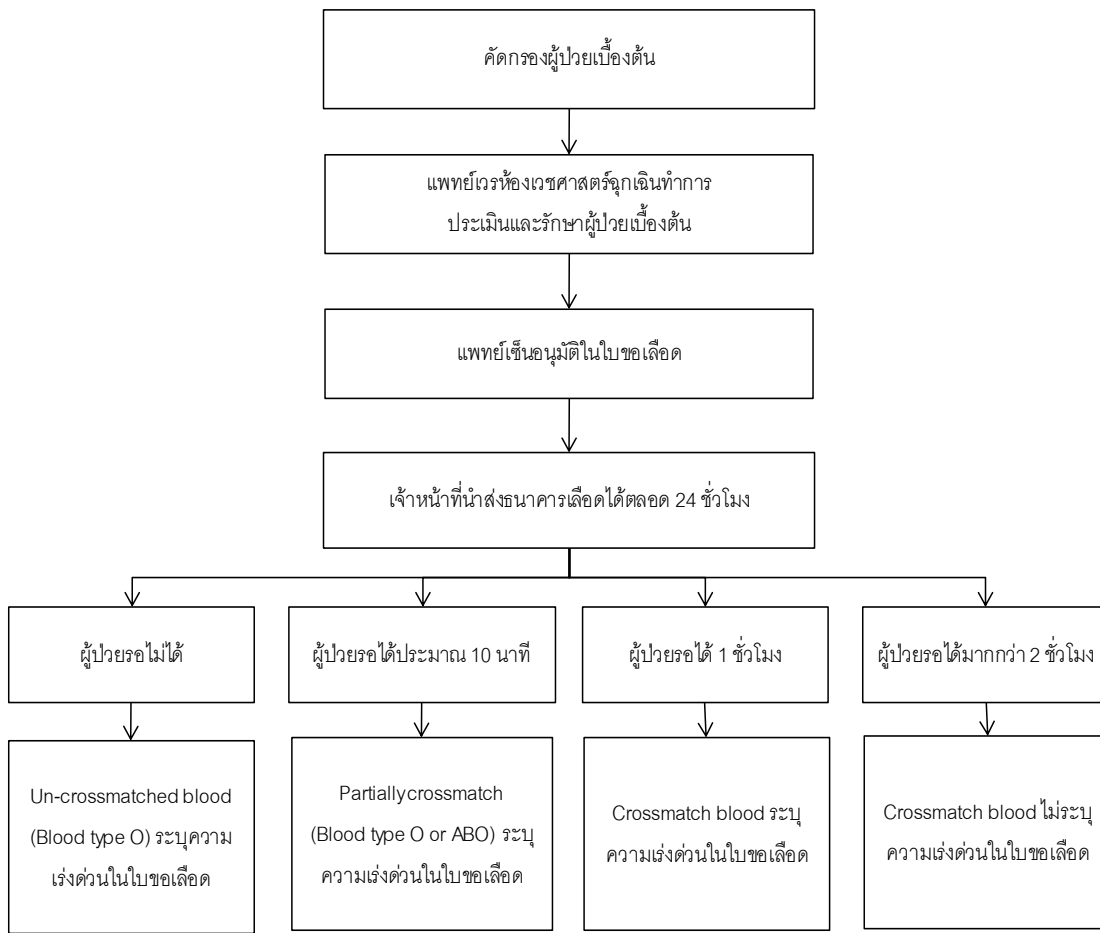 คัดกรองผู้ป่วยเบื้องต้น
แพทย์เวรห้องเวชศาสตร์ฉุกเฉินทำการ
ประเมินและรักษาผู้ป่วยเบื้องต้น
แพทย์เซ็นอนุมัติในใบขอเลือด
เจ้าหน้าที่นำส่งธนาคารเลือดได้ตลอด 24 ชั่วโมง
ผู้ป่วยรอไม่ได้
ผู้ป่วยรอได้ประมาณ 10 นาที
ผู้ป่วยรอได้ 1 ชั่วโมง
ผู้ป่วยรอได้มากกว่า 2 ชั่วโมง
Un-crossmatched blood
(Blood type O) ระบุความ
เร่งด่วนในใบขอเลือด
Partiallycrossmatch
(Blood type O or ABO) ระบุ
ความเร่งด่วนในใบขอเลือด
Crossmatch blood ระบุ
ความเร่งด่วนในใบขอเลือด
Crossmatch blood ไม่ระบุ
ความเร่งด่วนในใบขอเลือด